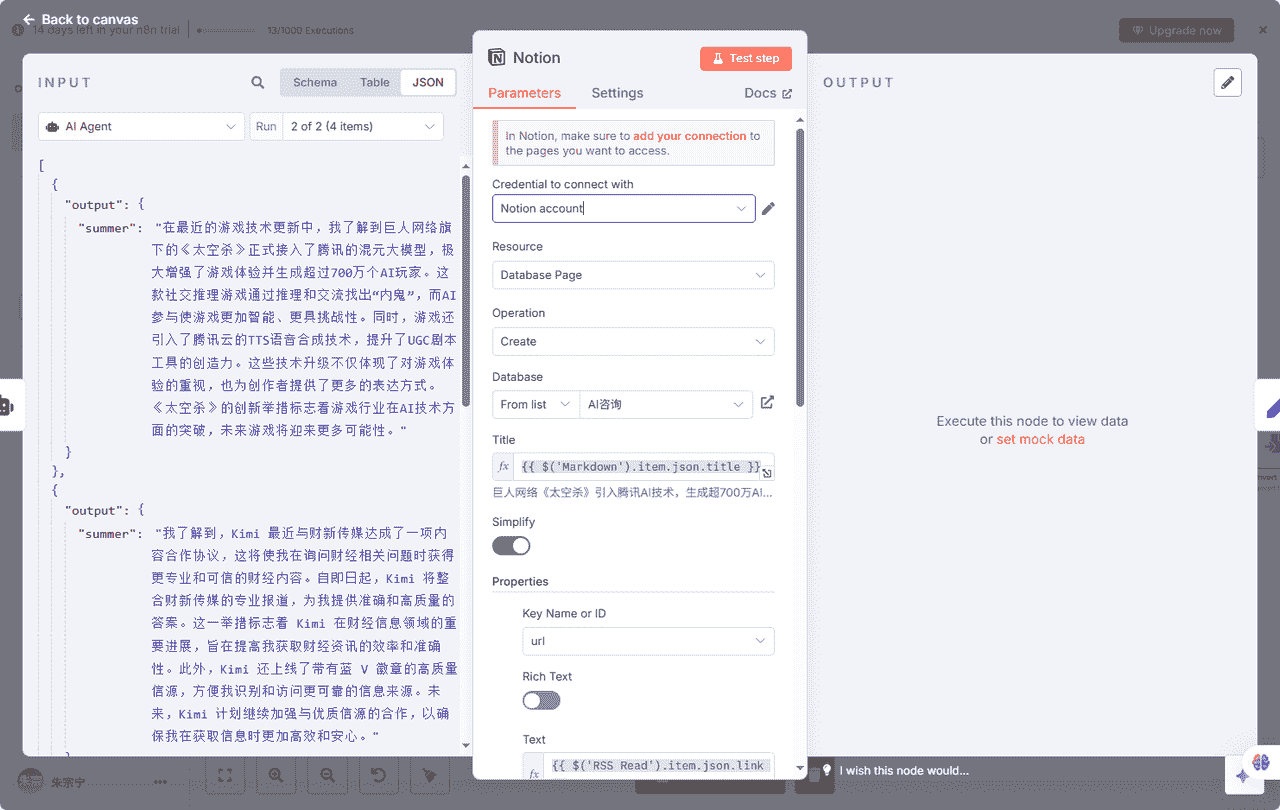 Back to canvas
14 days left in your n8n trial
13/1000 Executions
Upgrade now
INPUT
Schema
Table
JSON
AI Agent
Run
2 of 2 (4 items)
[
{
"output": {
"summer": "在最近的游戏技术更新中，我了解到巨人网络旗
下的《太空杀》正式接入了腾讯的混元大模型，极
大增强了游戏体验并生成超过700万个AI玩家。这
款社交推理游戏通过推理和交流找出“内鬼”，而AI
参与使游戏更加智能、更具挑战性。同时，游戏还
引入了腾讯云的TTS语音合成技术，提升了UGC剧本
工具的创造力。这些技术升级不仅体现了对游戏体
验的重视，也为创作者提供了更多的表达方式。
《太空杀》的创新举措标志着游戏行业在AI技术方
面的突破，未来游戏将迎来更多可能性。"
}
},
{
"output": {
"summer": "我了解到，Kimi 最近与财新传媒达成了一项内
容合作协议，这将使我在询问财经相关问题时获得
更专业和可信的财经内容。自即日起，Kimi 将整
合财新传媒的专业报道，为我提供准确和高质量的
答案。这一举措标志着 Kimi 在财经信息领域的重
要进展，旨在提高我获取财经资讯的效率和准确
性。此外，Kimi 还上线了带有蓝 V 徽章的高质量
信源，方便我识别和访问更可靠的信息来源。未
来，Kimi 计划继续加强与优质信源的合作，以确
保我在获取信息时更加高效和安心。"
朱宗宁
Notion
Test step
Parameters
Settings
Docs
In Notion, make sure to add your connection to
the pages you want to access.
Credential to connect with
Notion account
Resource
Database Page
Operation
Create
Database
From list
AI咨询
Title
fx
{{ $('Markdown').item.json.title }}
巨人网络《太空杀》引入腾讯AI技术，生成超700万AI...
Simplify
Properties
Key Name or ID
url
Rich Text
Text
fx
{{ $('RSS Read').item.json.link
OUTPUT
Execute this node to view data
or set mock data
I wish this node would...